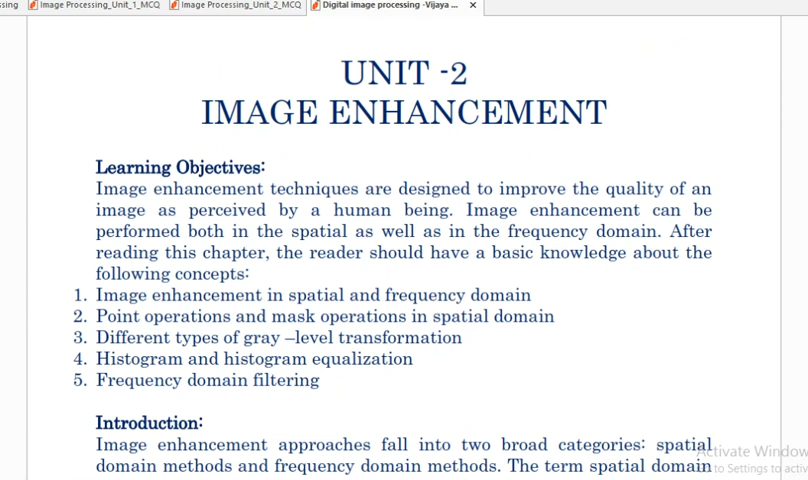 ssing
Image Processing_Unit_1_MCQ
Image Processing_Unit_2_MCQ
Digital image processing -Vijaya ...
UNIT -2
IMAGE ENHANCEMENT
Learning Objectives:
Image enhancement techniques are designed to improve the quality of an
image as perceived by a human being. Image enhancement can be
performed both in the spatial as well as in the frequency domain. After
reading this chapter, the reader should have a basic knowledge about the
following concepts:
1. Image enhancement in spatial and frequency domain
2. Point operations and mask operations in spatial domain
3. Different types of gray –level transformation
4. Histogram and histogram equalization
5. Frequency domain filtering
Introduction:
Image enhancement approaches fall into two broad categories: spatial
domain methods and frequency domain methods. The term spatial domain
Activate Window
to Settings to activ